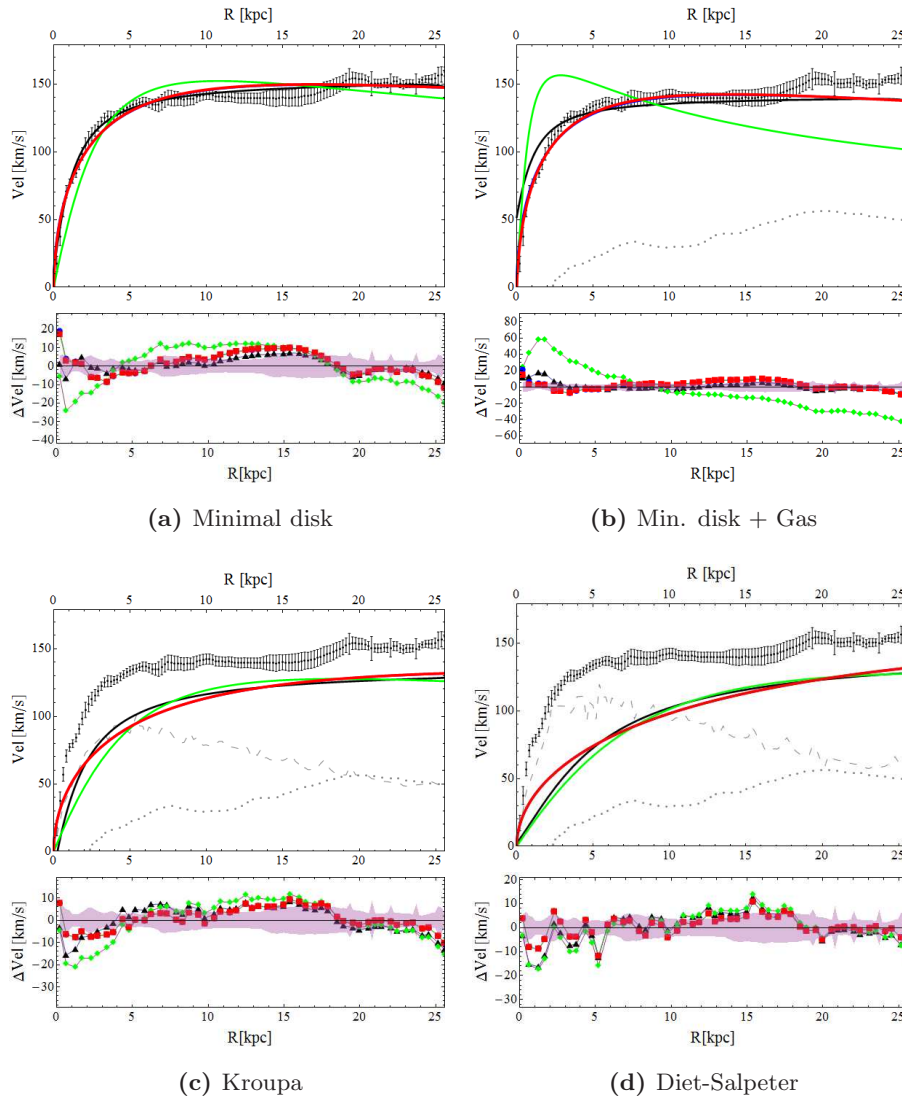 R [kpc]
0 5 10 15 20 25
Vel [km/s]
150
100
50
0
ΔVel [km/s]
20
10
0
−10
−20
−30
−40
0 5 10 15 20 25
R[kpc]
(a) Minimal disk
R [kpc]
0 5 10 15 20 25
Vel [km/s]
150
100
50
0
ΔVel [km/s]
80
60
40
20
0
−20
−40
−60
0 5 10 15 20 25
R[kpc]
(b) Min. disk + Gas
R [kpc]
0 5 10 15 20 25
Vel [km/s]
150
100
50
0
ΔVel [km/s]
10
0
−10
−20
−30
0 5 10 15 20 25
R[kpc]
(c) Kroupa
R [kpc]
0 5 10 15 20 25
Vel [km/s]
150
100
50
0
ΔVel [km/s]
20
10
0
−10
−20
−30
0 5 10 15 20 25
R[kpc]
(d) Diet-Salpeter